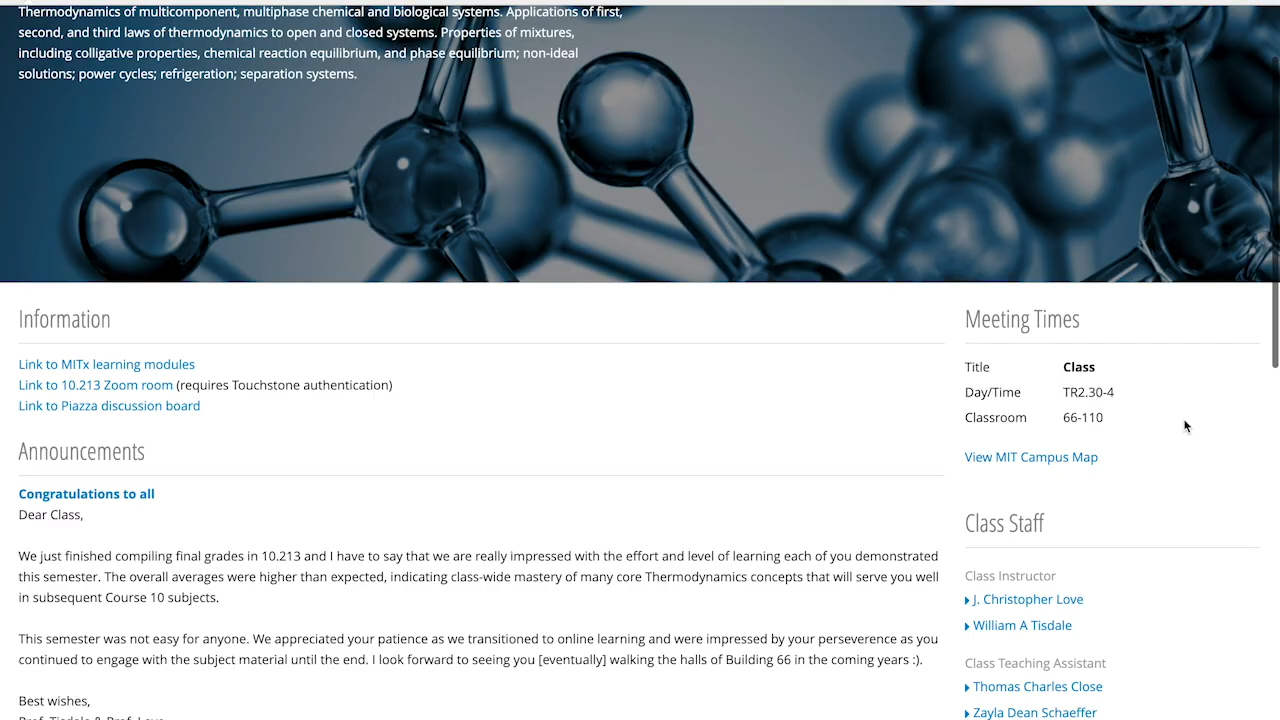 Thermodynamics of multicomponent, multiphase chemical and biological systems. Applications of first,
second, and third laws of thermodynamics to open and closed systems. Properties of mixtures,
including colligative properties, chemical reaction equilibrium, and phase equilibrium; non-ideal
solutions; power cycles; refrigeration; separation systems.
Information
Link to MITx learning modules
Link to 10.213 Zoom room (requires Touchstone authentication)
Link to Piazza discussion board
Announcements
Congratulations to all
Dear Class,
We just finished compiling final grades in 10.213 and I have to say that we are really impressed with the effort and level of learning each of you demonstrated
this semester. The overall averages were higher than expected, indicating class-wide mastery of many core Thermodynamics concepts that will serve you well
in subsequent Course 10 subjects.
This semester was not easy for anyone. We appreciated your patience as we transitioned to online learning and were impressed by your perseverence as you
continued to engage with the subject material until the end. I look forward to seeing you [eventually] walking the halls of Building 66 in the coming years :).
Best wishes,
Prof. Tisdale & Prof. Love
Meeting Times
Title Class
Day/Time TR2.30-4
Classroom 66-110
View MIT Campus Map
Class Staff
Class Instructor
J. Christopher Love
William A Tisdale
Class Teaching Assistant
Thomas Charles Close
Zayla Dean Schaeffer